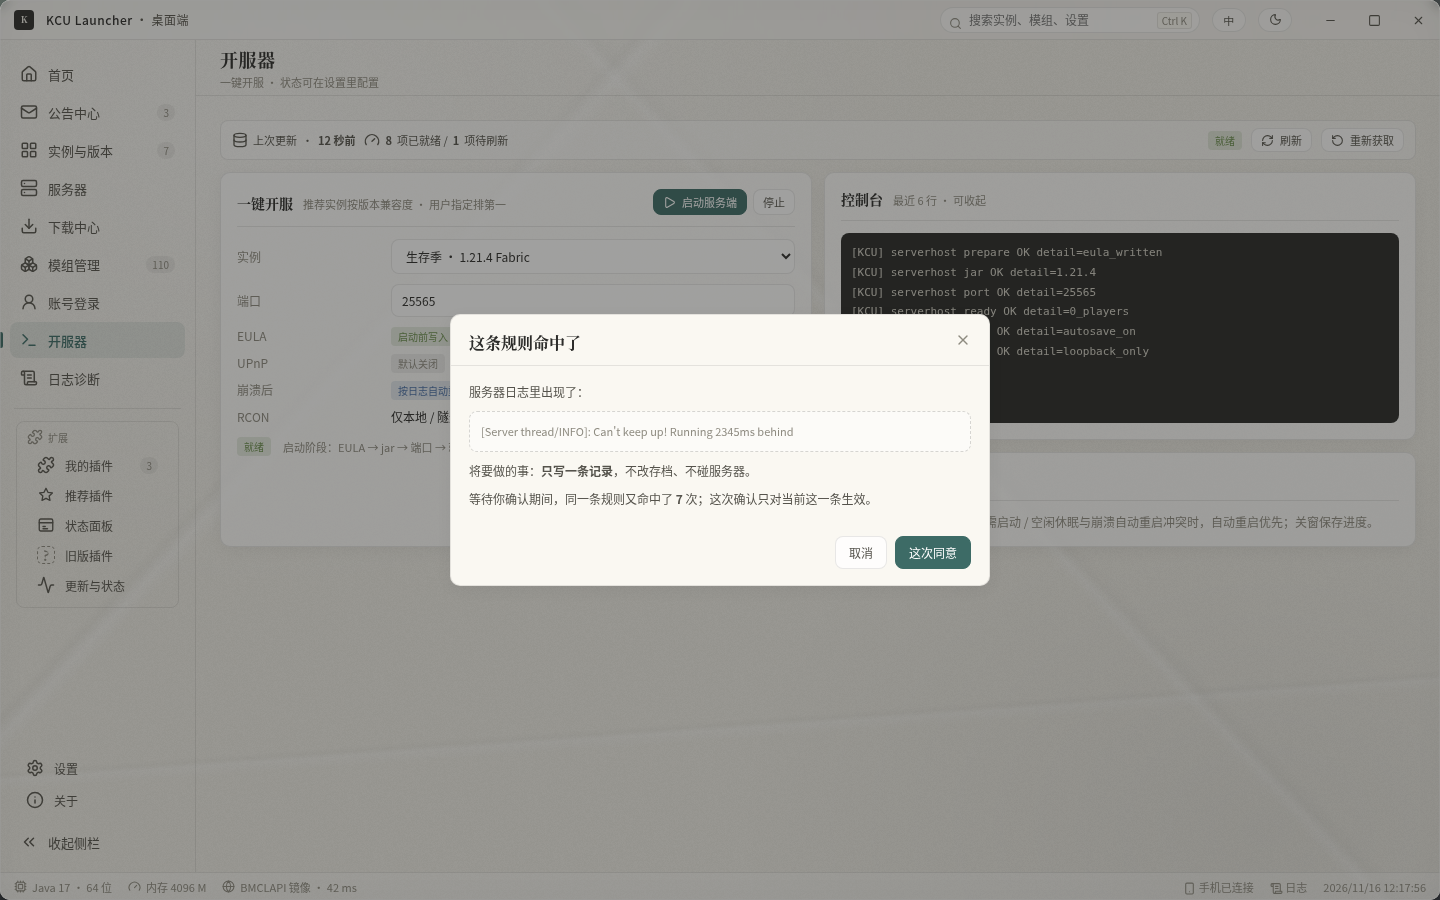 K KCU Launcher · 桌面端
搜索实例、模组、设置 Ctrl K 中
首页
公告中心 3
实例与版本 7
服务器
下载中心
模组管理 110
账号登录
开服器
日志诊断
扩展
我的插件 3
推荐插件
状态面板
旧版插件
更新与状态
设置
关于
收起侧栏
开服器
一键开服 · 状态可在设置里配置
上次更新 · 12 秒前 8 项已就绪 / 1 项待刷新
就绪 刷新 重新获取
一键开服 推荐实例按版本兼容度 · 用户指定排第一 启动服务端 停止
实例 生存季 · 1.21.4 Fabric
端口 25565
EULA 启动前写入
UPnP 默认关闭
崩溃后 按日志自动
RCON 仅本地 / 隧
就绪 启动阶段：EULA → jar → 端口 →
控制台 最近 6 行 · 可收起
[KCU] serverhost prepare OK detail=eula_written
[KCU] serverhost jar OK detail=1.21.4
[KCU] serverhost port OK detail=25565
[KCU] serverhost ready OK detail=0_players
OK detail=autosave_on
OK detail=loopback_only
需启动 / 空闲休眠与崩溃自动重启冲突时，自动重启优先；关窗保存进度。
这条规则命中了
服务器日志里出现了：
[Server thread/INFO]: Can't keep up! Running 2345ms behind
将要做的事：只写一条记录，不改存档、不碰服务器。
等待你确认期间，同一条规则又命中了 7 次；这次确认只对当前这一条生效。
取消 这次同意
Java 17 · 64 位 内存 4096 M BMCLAPI 镜像 · 42 ms
手机已连接 日志 2026/11/16 12:17:56